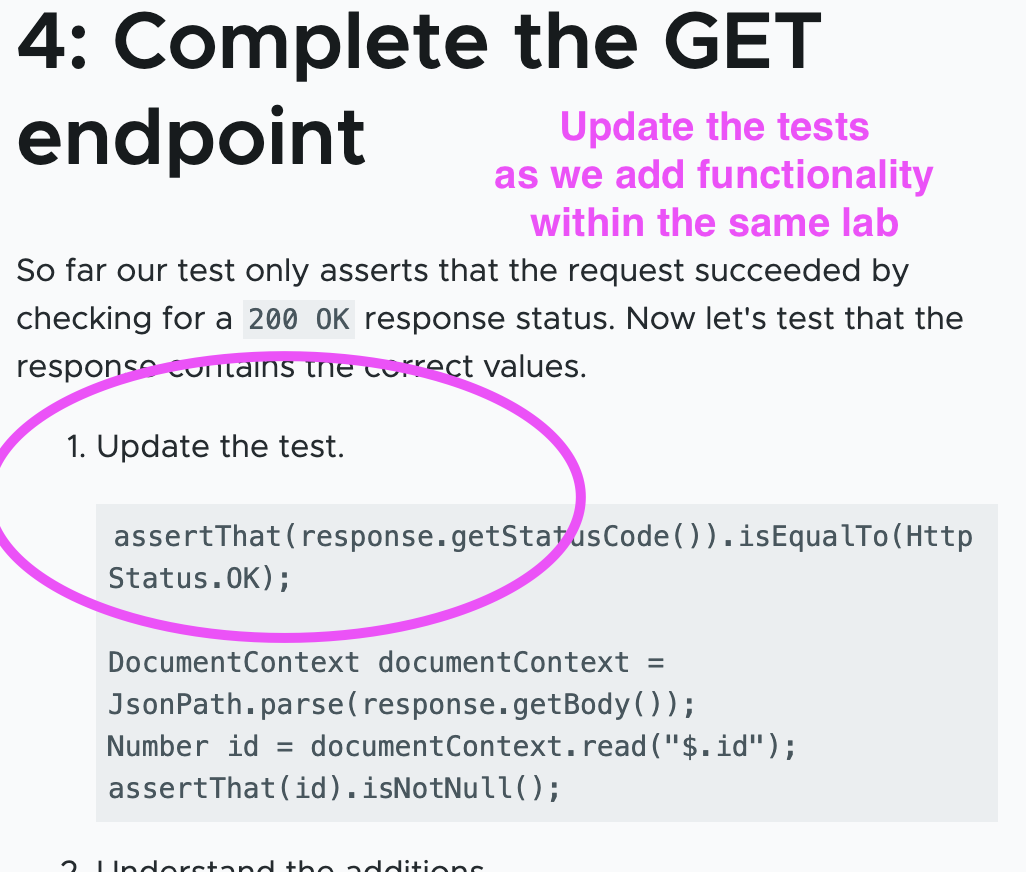 4: Complete the GET
endpoint
Update the tests
as we add functionality
within the same lab
So far our test only asserts that the request succeeded by
checking for a 200 OK response status. Now let's test that the
response contains the correct values.
1. Update the test.
assertThat(response.getStatusCode()).isEqualTo(Http
Status.OK);
DocumentContext documentContext =
JsonPath.parse(response.getBody());
Number id = documentContext.read("$.id");
assertThat(id).isNotNull();
2. Understand the additions.